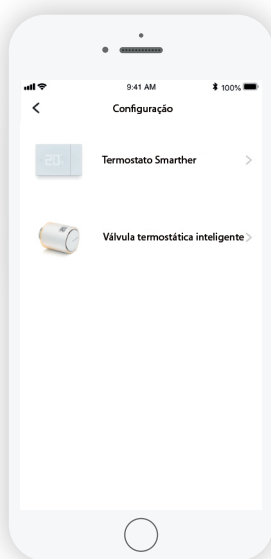 9:41 AM
100%
Configuração
20
Termostato Smarther
Válvula termostática inteligente